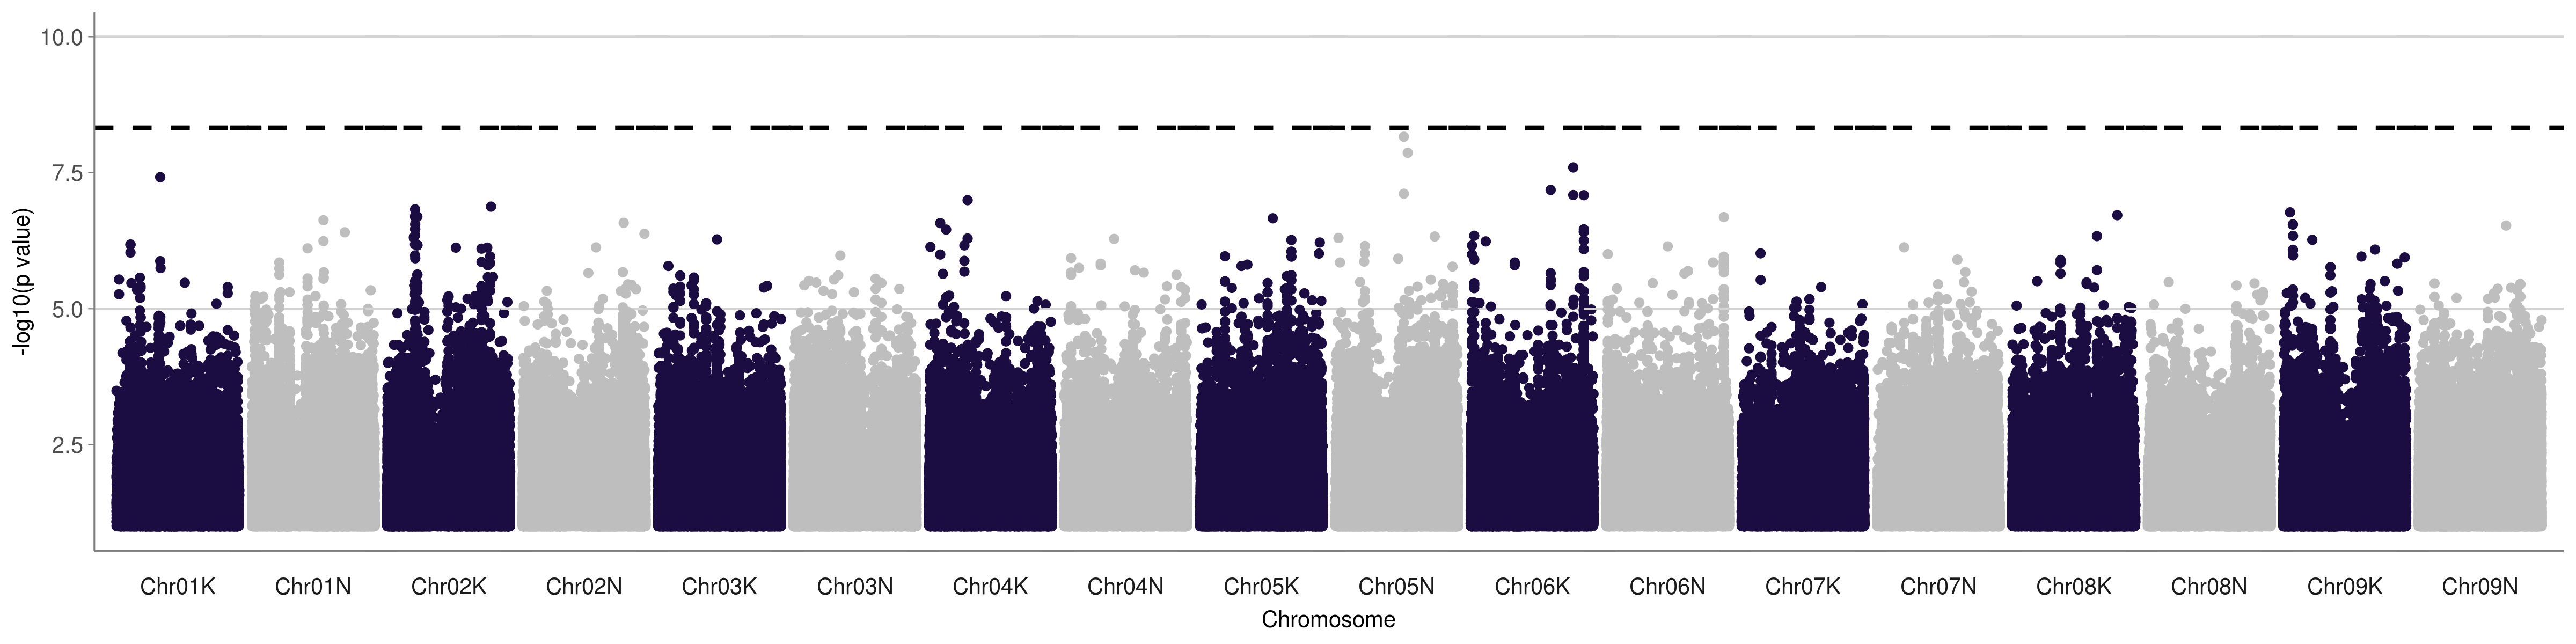 -log10(p value)
10.0
7.5
5.0
2.5
Chr01K Chr01N Chr02K Chr02N Chr03K Chr03N Chr04K Chr04N Chr05K Chr05N Chr06K Chr06N Chr07K Chr07N Chr08K Chr08N Chr09K Chr09N
Chromosome